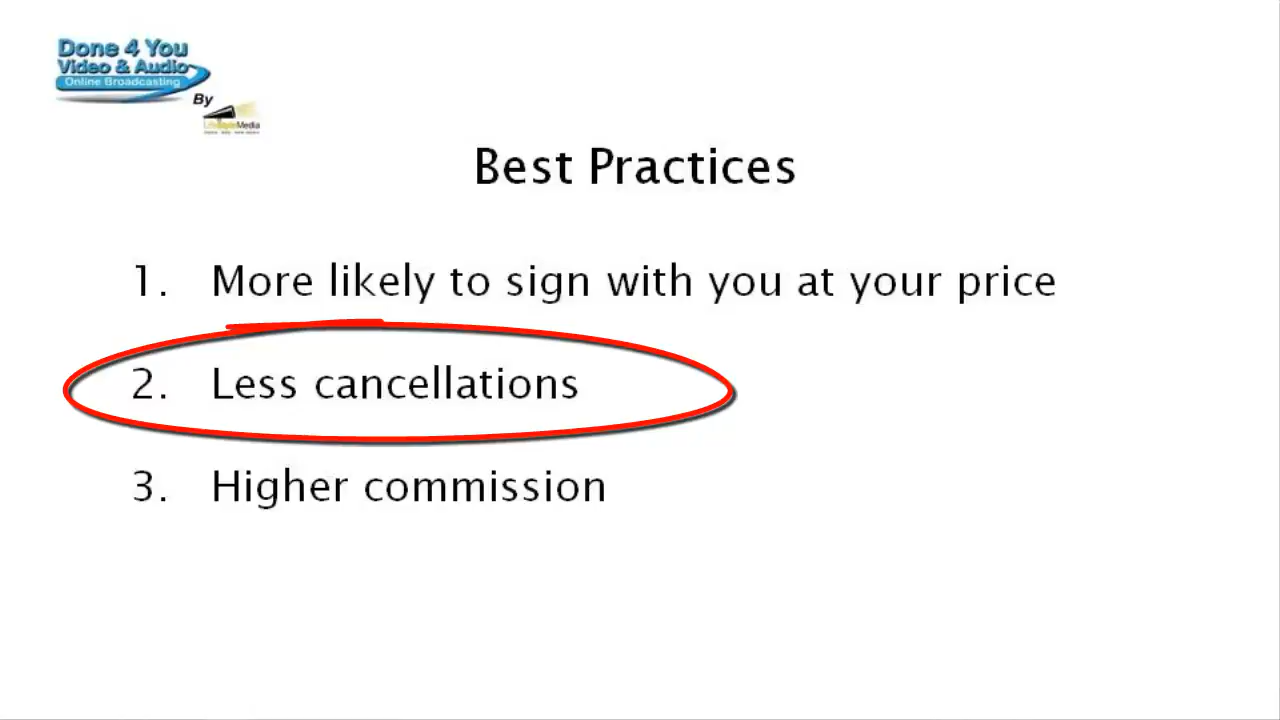 Done 4 You
Video & Audio
Online Broadcasting
By
Best Practices
1. More likely to sign with you at your price
2. Less cancellations
3. Higher commission